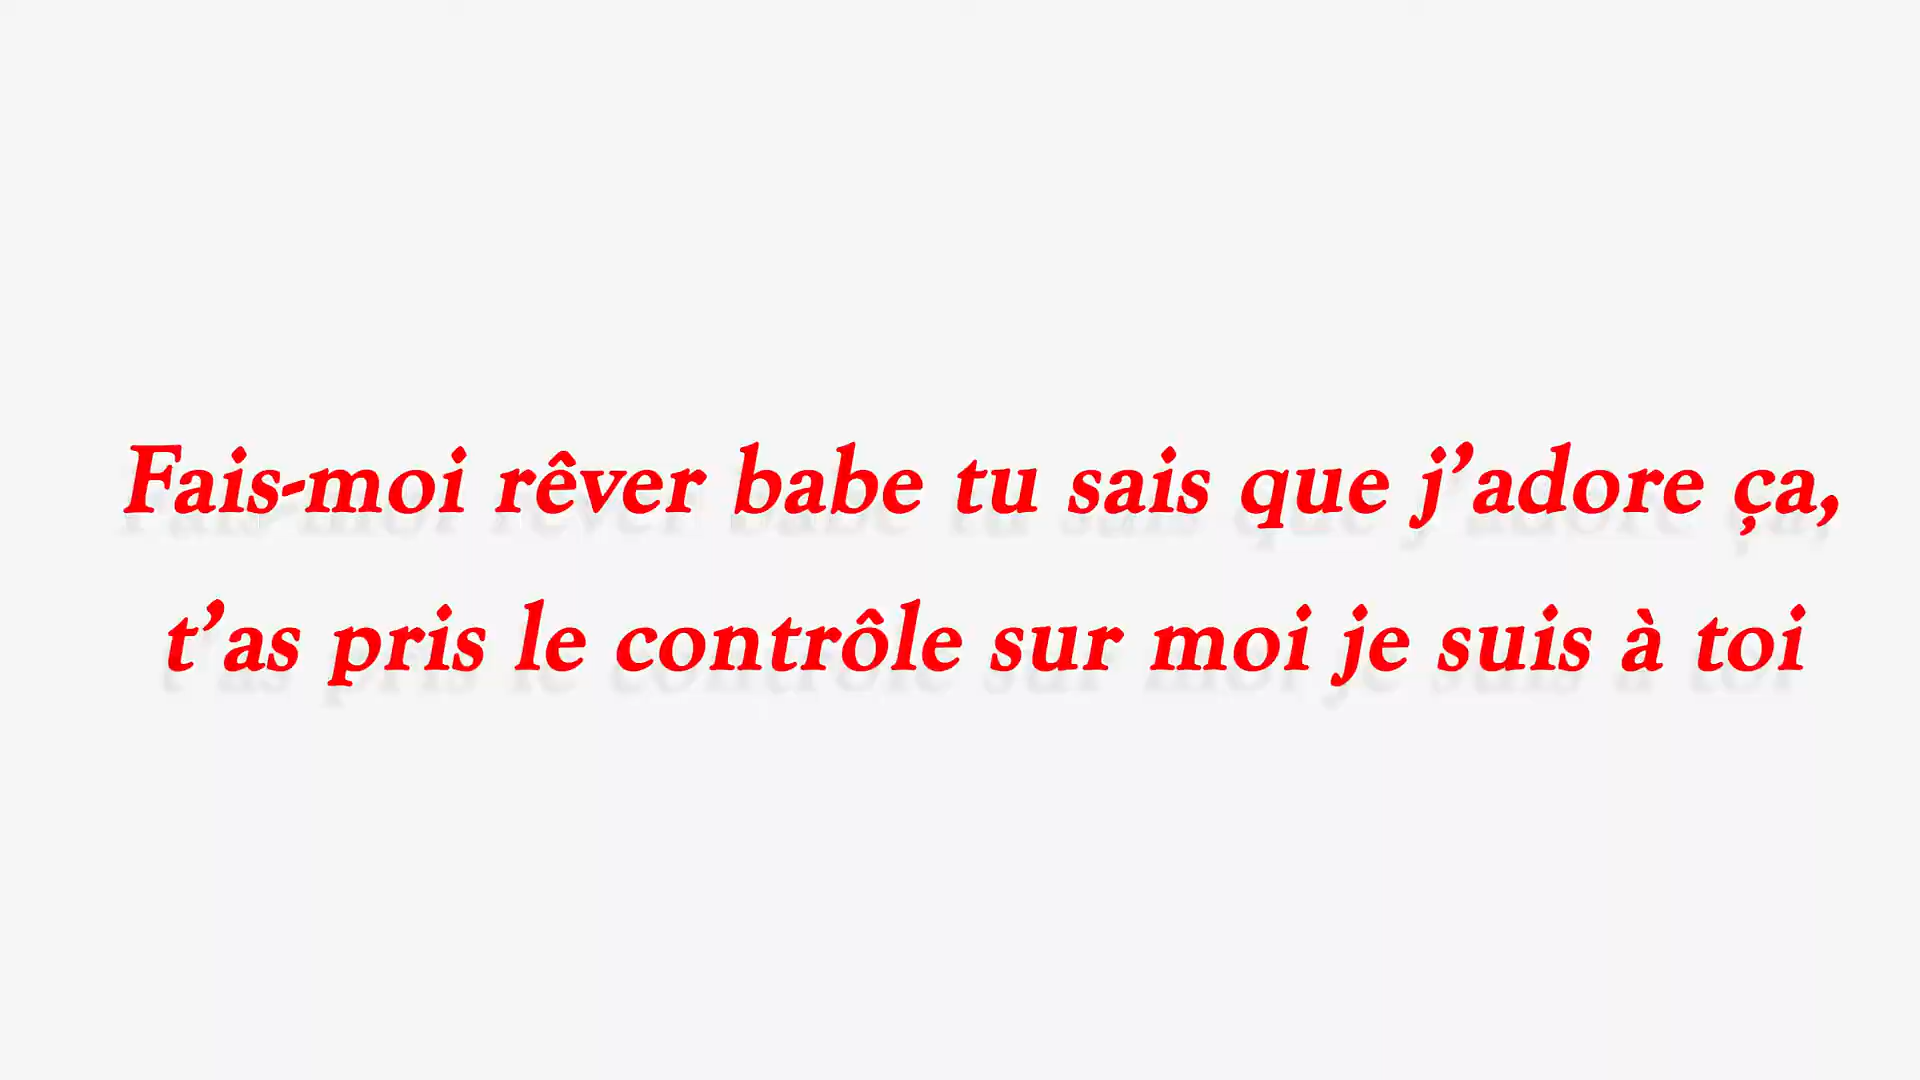 Fais-moi rêver babe tu sais que j’adore ça,
t’as pris le contrôle sur moi je suis à toi